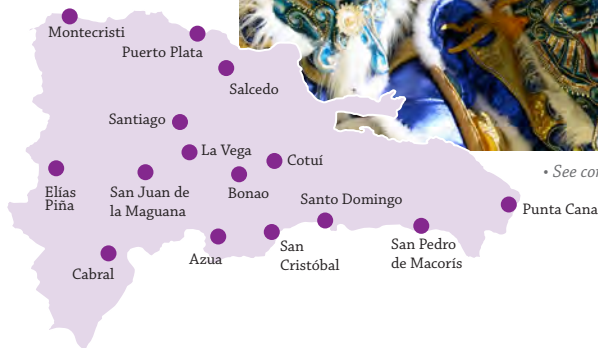 Montecristi
Puerto Plata
Salcedo
Santiago
La Vega
Cotuí
Elías
Piña
San Juan de
la Maguana
Bonao
Santo Domingo
• See
Punta Cana
Cabral
Azua
San
Cristóbal
San Pedro
de Macorís